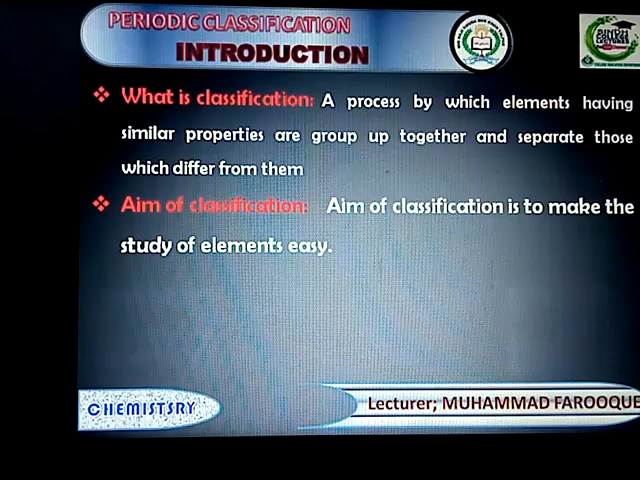 PERIODIC CLASSIFICATION
INTRODUCTION
What is classification: A process by which elements having
similar properties are group up together and separate those
which differ from them
Aim of classification: Aim of classification is to make the
study of elements easy.
CHEMISTSRY
Lecturer; MUHAMMAD FAROOQUE